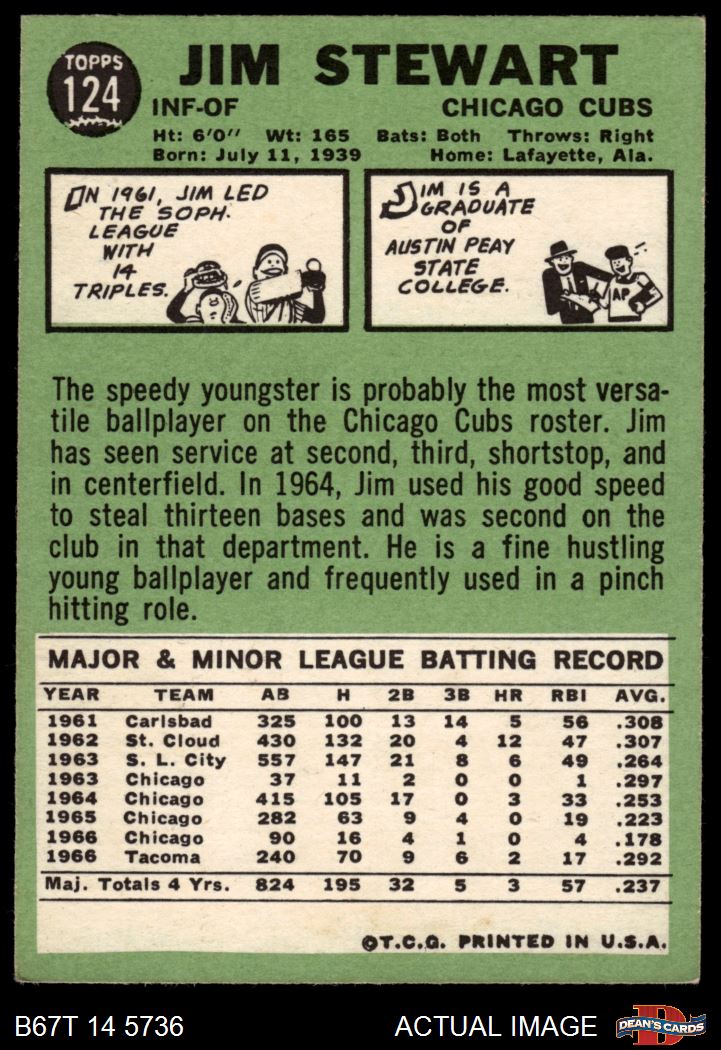 TOPPS
124
JIM STEWART
INF-OF CHICAGO CUBS
Ht: 6'0" Wt: 165 Bats: Both Throws: Right
Born: July 11, 1939 Home: Lafayette, Ala.
IN 1961, JIM LED
THE SOPH.
LEAGUE
WITH
14
TRIPLES.
JIM IS A
GRADUATE
OF
AUSTIN PEAY
STATE
COLLEGE.
AP
The speedy youngster is probably the most versa-
tile ballplayer on the Chicago Cubs roster. Jim
has seen service at second, third, shortstop, and
in centerfield. In 1964, Jim used his good speed
to steal thirteen bases and was second on the
club in that department. He is a fine hustling
young ballplayer and frequently used in a pinch
hitting role.
MAJOR & MINOR LEAGUE BATTING RECORD
YEAR TEAM AB H 2B 3B HR RBI AVG.
1961 Carlsbad 325 100 13 14 5 56 .308
1962 St. Cloud 430 132 20 4 12 47 .307
1963 S. L. City 557 147 21 8 6 49 .264
1963 Chicago 37 11 2 0 0 1 .297
1964 Chicago 415 105 17 0 3 33 .253
1965 Chicago 282 63 9 4 0 19 .223
1966 Chicago 90 16 4 1 0 4 .178
1966 Tacoma 240 70 9 6 2 17 .292
Maj. Totals 4 Yrs. 824 195 32 5 3 57 .237
©T.C.G. PRINTED IN U.S.A.
B67T 14 5736 ACTUAL IMAGE
D
DEAN'S CARDS